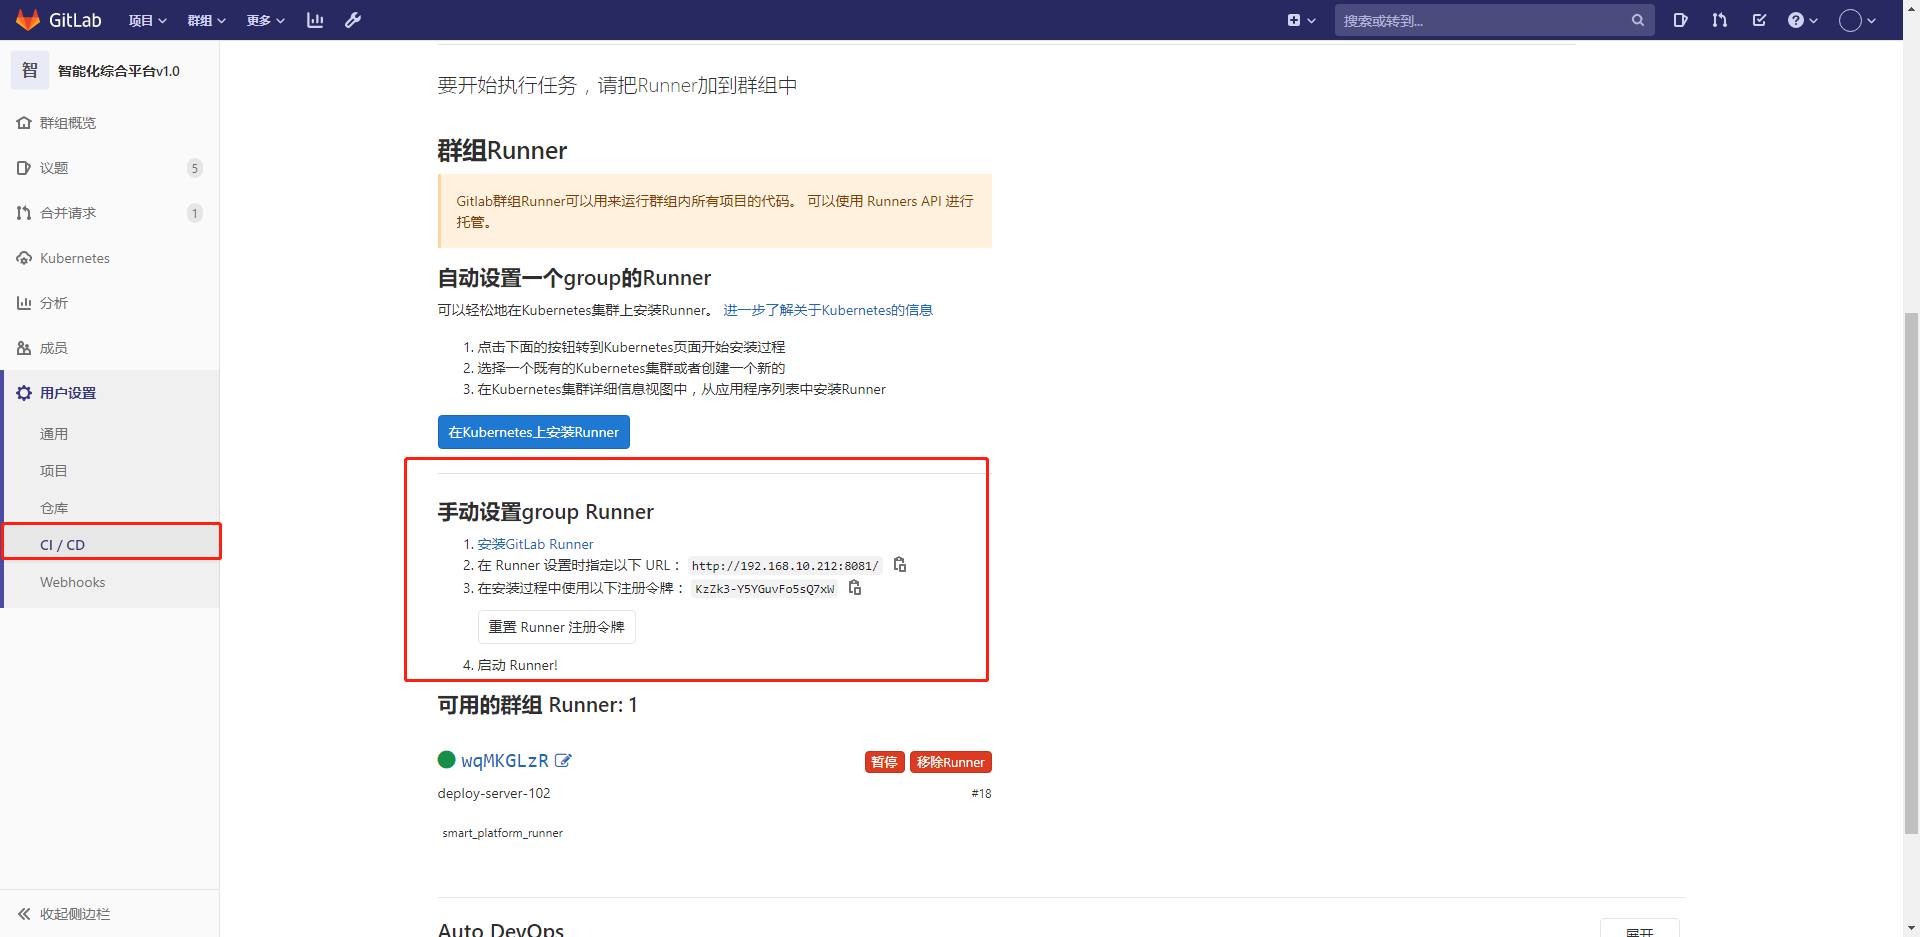 GitLab 项目 群组 更多 搜索或转到...
智 智能化综合平台v1.0
群组概览
议题 5
合并请求 1
Kubernetes
分析
成员
用户设置
通用
项目
仓库
CI / CD
Webhooks
收起侧边栏
要开始执行任务，请把Runner加到群组中
群组Runner
Gitlab群组Runner可以用来运行群组内所有项目的代码。 可以使用 Runners API 进行
托管。
自动设置一个group的Runner
可以轻松地在Kubernetes集群上安装Runner。 进一步了解关于Kubernetes的信息
1. 点击下面的按钮转到Kubernetes页面开始安装过程
2. 选择一个既有的Kubernetes集群或者创建一个新的
3. 在Kubernetes集群详细信息视图中，从应用程序列表中安装Runner
在Kubernetes上安装Runner
手动设置group Runner
1. 安装GitLab Runner
2. 在 Runner 设置时指定以下 URL： http://192.168.10.212:8081/
3. 在安装过程中使用以下注册令牌： KzZk3-Y5YGuvFo5sQ7xW
重置 Runner 注册令牌
4. 启动 Runner!
可用的群组 Runner: 1
wqMKGLzR 暂停 移除Runner
deploy-server-102 #18
smart_platform_runner
Auto DevOps 展开